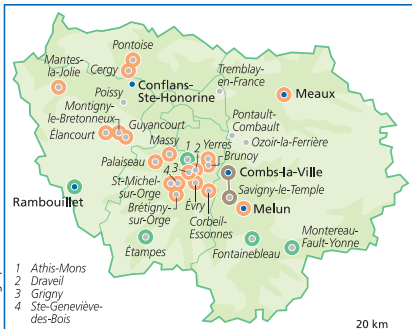 Pontoise
Mantes-
la-Jolie
Cergy
Conflans-
Ste-Honorine
Tremblay-
en-France
Poissy
Meaux
Montigny-
le-Bretonneux
Pontault-
Combault
Élancourt
Guyancourt
Ozoir-la-Ferrière
Massy
1 2
Yerres
Palaiseau
3
Brunoy
4
Combs-la-Ville
St-Michel-
sur-Orge
Savigny-le-Temple
Rambouillet
Évry
Melun
Brétigny-
sur-Orge
Corbeil-
Essonnes
Montereau-
Fault-Yonne
Étampes
Fontainebleau
1 Athis-Mons
2 Draveil
3 Grigny
4 Ste-Geneviève-
des-Bois
20 km